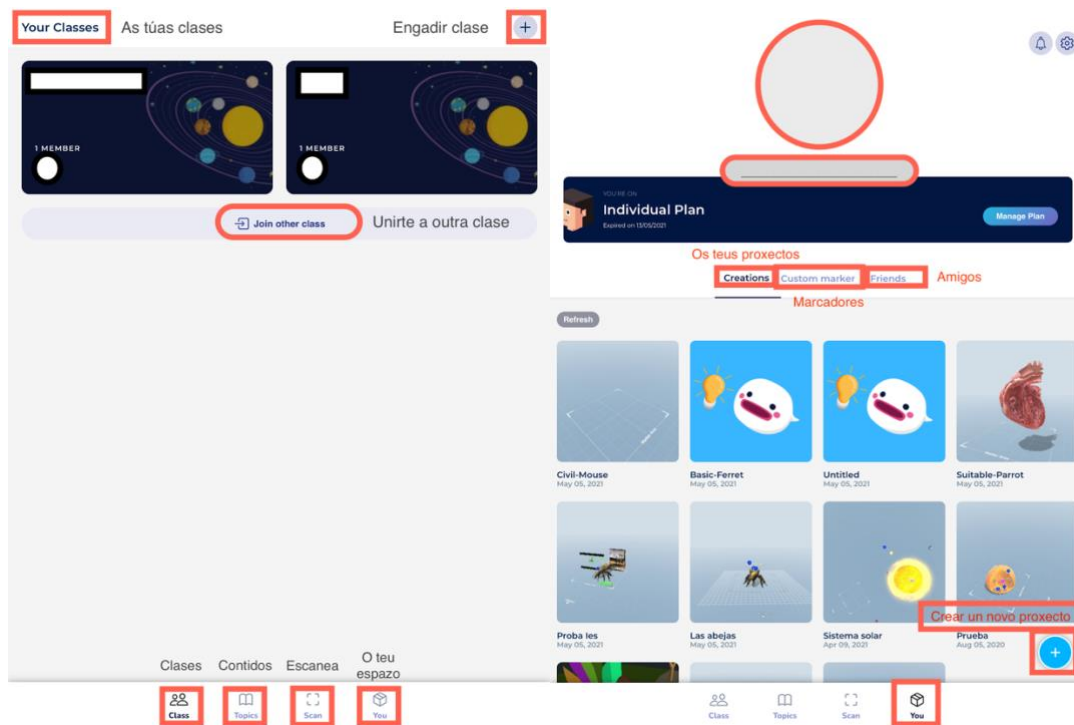 Your Classes As túas clases Engadir clase +
1 MEMBER 1 MEMBER
Join other class Unirte a outra clase
Clases Contidos Escanea O teu
espazo
Class Topics Scan You
YOU'RE ON
Individual Plan
Expired on 13/05/2021
Manage Plan
Os teus proxectos
Creations Custom marker Friends Amigos
Marcadores
Refresh
Civil-Mouse Basic-Ferret Untitled Suitable-Parrot
May 05, 2021 May 05, 2021 May 05, 2021 May 05, 2021
Crear un novo proxecto
Proba Ies Las abejas Sistema solar Prueba
May 05, 2021 May 05, 2021 Apr 09, 2021 Aug 05, 2020
+
Class Topics Scan You